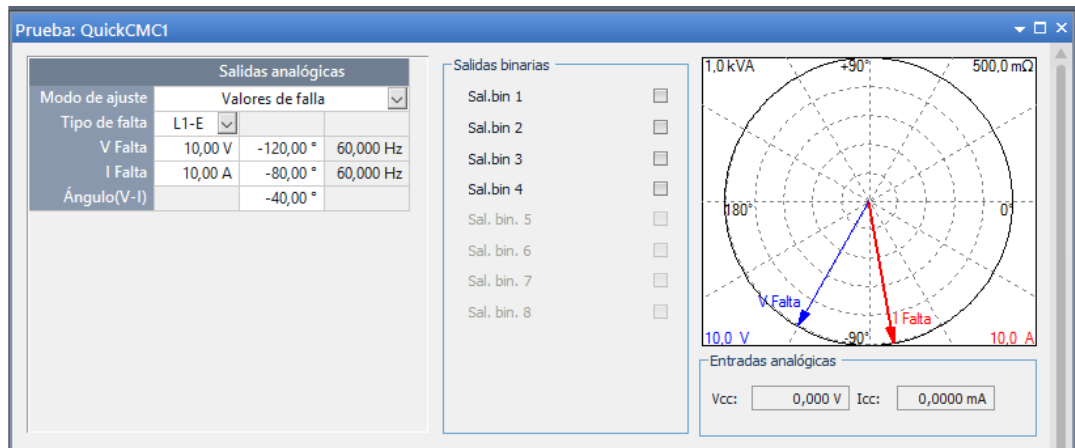 Prueba: QuickCMC1
Salidas analógicas
Modo de ajuste Valores de falla
Tipo de falta L1-E
V Falta 10,00 V -120,00 ° 60,000 Hz
I Falta 10,00 A -80,00 ° 60,000 Hz
Ángulo(V-I) -40,00 °
Salidas binarias
Sal.bin 1
Sal.bin 2
Sal.bin 3
Sal.bin 4
Sal. bin. 5
Sal. bin. 6
Sal. bin. 7
Sal. bin. 8
1,0 kVA +90° 500,0 mΩ
180° 0°
V Falta
I Falta
10,0 V -90° 10,0 A
Entradas analógicas
Vcc: 0,000 V Icc: 0,0000 mA